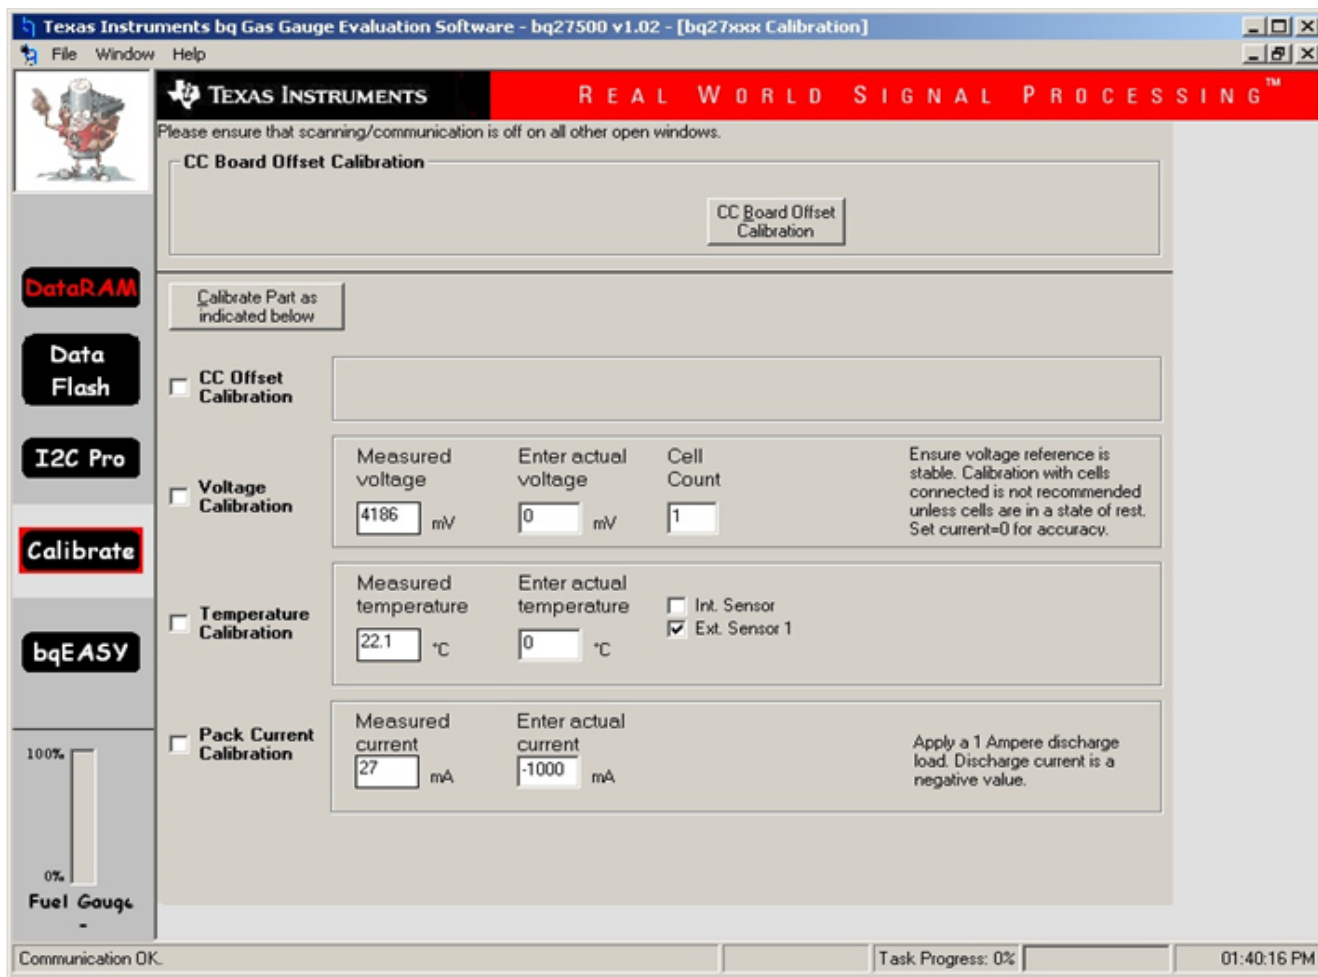 Texas Instruments bq Gas Gauge Evaluation Software - bq27500 v1.02 - [bq27xxx Calibration]
File Window Help
TEXAS INSTRUMENTS
REAL WORLD SIGNAL PROCESSING™
Please ensure that scanning/communication is off on all other open windows.
CC Board Offset Calibration
CC Board Offset
Calibration
DataRAM
Data
Flash
I2C Pro
Calibrate
bqEASY
100%
0%
Fuel Gauge
-
Calibrate Part as
indicated below
CC Offset
Calibration
Voltage
Calibration
Measured
voltage
4186 mV
Enter actual
voltage
0 mV
Cell
Count
1
Ensure voltage reference is
stable. Calibration with cells
connected is not recommended
unless cells are in a state of rest.
Set current=0 for accuracy.
Temperature
Calibration
Measured
temperature
22.1 °C
Enter actual
temperature
0 °C
Int. Sensor
Ext. Sensor 1
Pack Current
Calibration
Measured
current
27 mA
Enter actual
current
-1000 mA
Apply a 1 Ampere discharge
load. Discharge current is a
negative value.
Communication OK.
Task Progress: 0%
01:40:16 PM